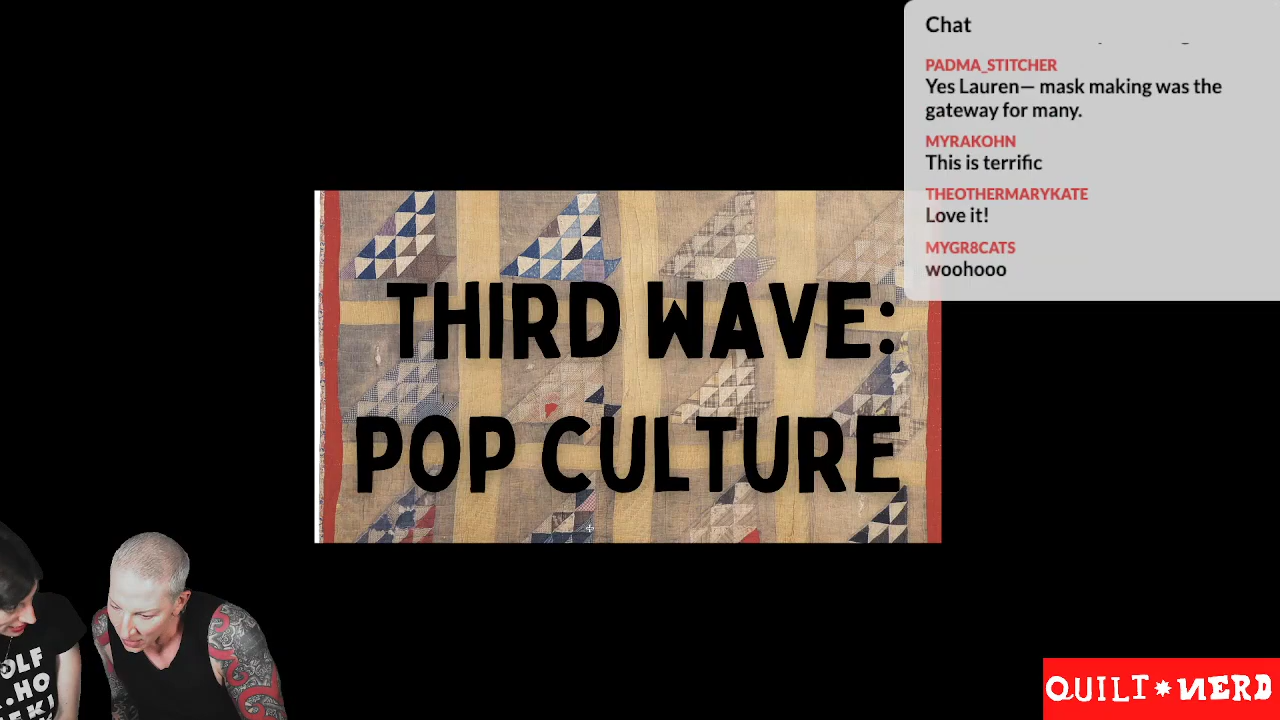 Chat
PADMA_STITCHER
Yes Lauren— mask making was the
gateway for many.
MYRAKOHN
This is terrific
THEOTHERMARYKATE
Love it!
MYGR8CATS
woohooo
THIRD WAVE:
POP CULTURE
QUILT*NERD